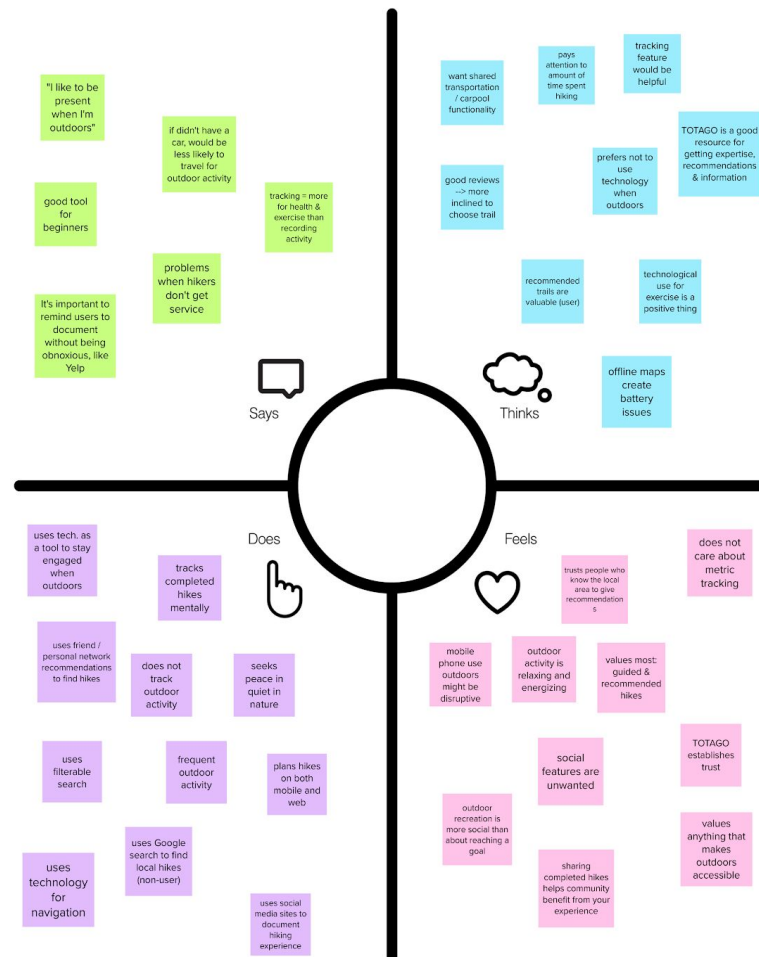 "I like to be
present
when I'm
outdoors"
if didn't have a
car, would be
less likely to
travel for
outdoor activity
good tool
for
beginners
tracking = more
for health &
exercise than
recording
activity
problems
when hikers
don't get
service
It's important to
remind users to
document
without being
obnoxious, like
Yelp
Says
want shared
transportation
/ carpool
functionality
pays
attention to
amount of
time spent
hiking
tracking
feature
would be
helpful
TOTAGO is a good
resource for
getting expertise,
recommendations
& information
good reviews
--> more
inclined to
choose trail
prefers not to
use
technology
when
outdoors
recommended
trails are
valuable (user)
technological
use for
exercise is a
positive thing
offline maps
create
battery
issues
Thinks
Does
uses tech. as
a tool to stay
engaged
when
outdoors
tracks
completed
hikes
mentally
uses friend /
personal network
recommendations
to find hikes
does not
track
outdoor
activity
seeks
peace in
quiet in
nature
uses
filterable
search
frequent
outdoor
activity
plans hikes
on both
mobile and
web
uses
technology
for
navigation
uses Google
search to find
local hikes
(non-user)
uses social
media sites to
document
hiking
experience
Feels
trusts people who
know the local
area to give
recommendation
s
does not
care about
metric
tracking
mobile
phone use
outdoors
might be
disruptive
outdoor
activity is
relaxing and
energizing
values most:
guided &
recommended
hikes
social
features are
unwanted
TOTAGO
establishes
trust
outdoor
recreation is
more social than
about reaching a
goal
sharing
completed hikes
helps community
benefit from your
experience
values
anything that
makes
outdoors
accessible